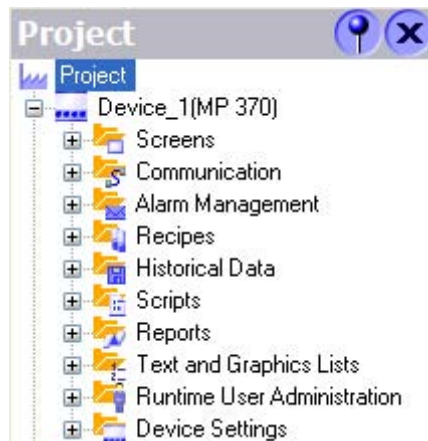 Project
Project
Device_1(MP 370)
Screens
Communication
Alarm Management
Recipes
Historical Data
Scripts
Reports
Text and Graphics Lists
Runtime User Administration
Device Settings